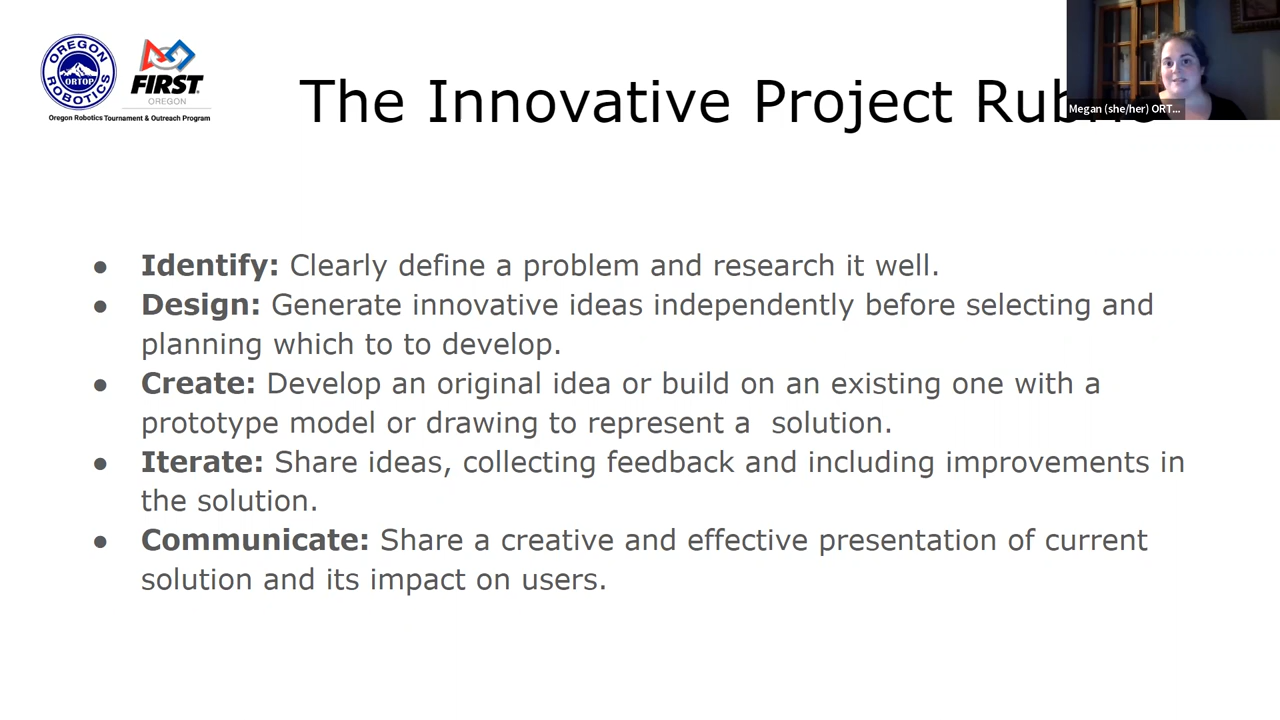 OREGON
ROBOTICS
ORTOP
FIRST
OREGON
Oregon Robotics Tournament & Outreach Program
The Innovative Project Rubric
Megan (she/her) ORT...
● Identify: Clearly define a problem and research it well.
● Design: Generate innovative ideas independently before selecting and
planning which to to develop.
● Create: Develop an original idea or build on an existing one with a
prototype model or drawing to represent a  solution.
● Iterate: Share ideas, collecting feedback and including improvements in
the solution.
● Communicate: Share a creative and effective presentation of current
solution and its impact on users.